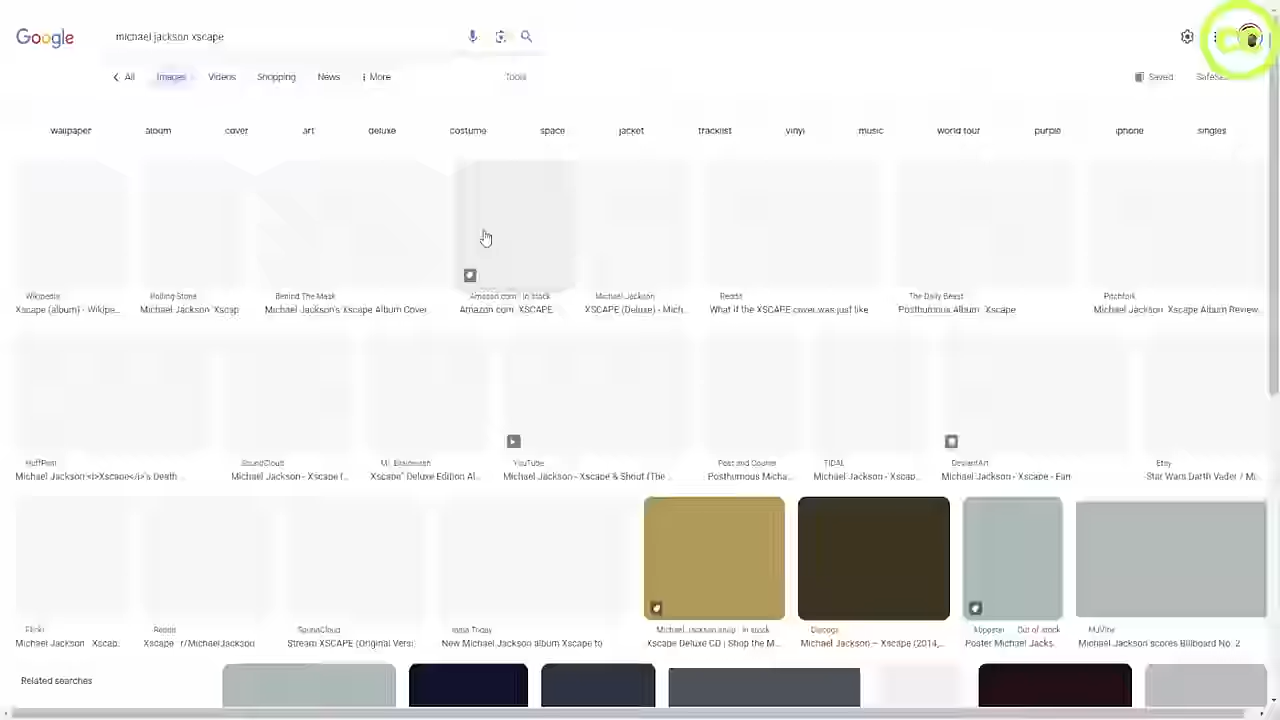 Google
michael jackson xscape
All Images Videos Shopping News More Tools Saved
wallpaper album cover art deluxe costume space jacket tracklist vinyl music world tour purple iphone singles
Wikipedia Rolling Stone Behind The Mask Amazon.com · In stock Michael Jackson Reddit The Daily Beast Pitchfork
Xscape (album) - Wikipe... Michael Jackson Xscap Michael Jackson's Xscape Album Cover Amazon.com XSCAPE XSCAPE (Deluxe) - Mich... What if the XSCAPE cover was just like Posthumous Album 'Xscape Michael Jackson: Xscape Album Review...
HuffPost SoundCloud YouTube Post and Courier TIDAL DeviantArt Etsy
Michael Jackson<i>Xscape</i>'s Death ... Michael Jackson - Xscape (... Xscape" Deluxe Edition Al... Michael Jackson - Xscape & Shout (The ... Posthumous Micha... Michael Jackson - Xscap... Michael Jackson - Xscape - Fan Star Wars Darth Vader / Mi...
Flickr Reddit SoundCloud Michael Jackson shop · In stock Discogs Out of stock
Michael Jackson Xscap... Xscape r/MichaelJackson Stream XSCAPE (Original Versi... New Michael Jackson album Xscape to Xscape Deluxe CD | Shop the M... Michael Jackson – Xscape (2014,... Poster Michael Jacks Michael Jackson scores Billboard No. 2
Related searches